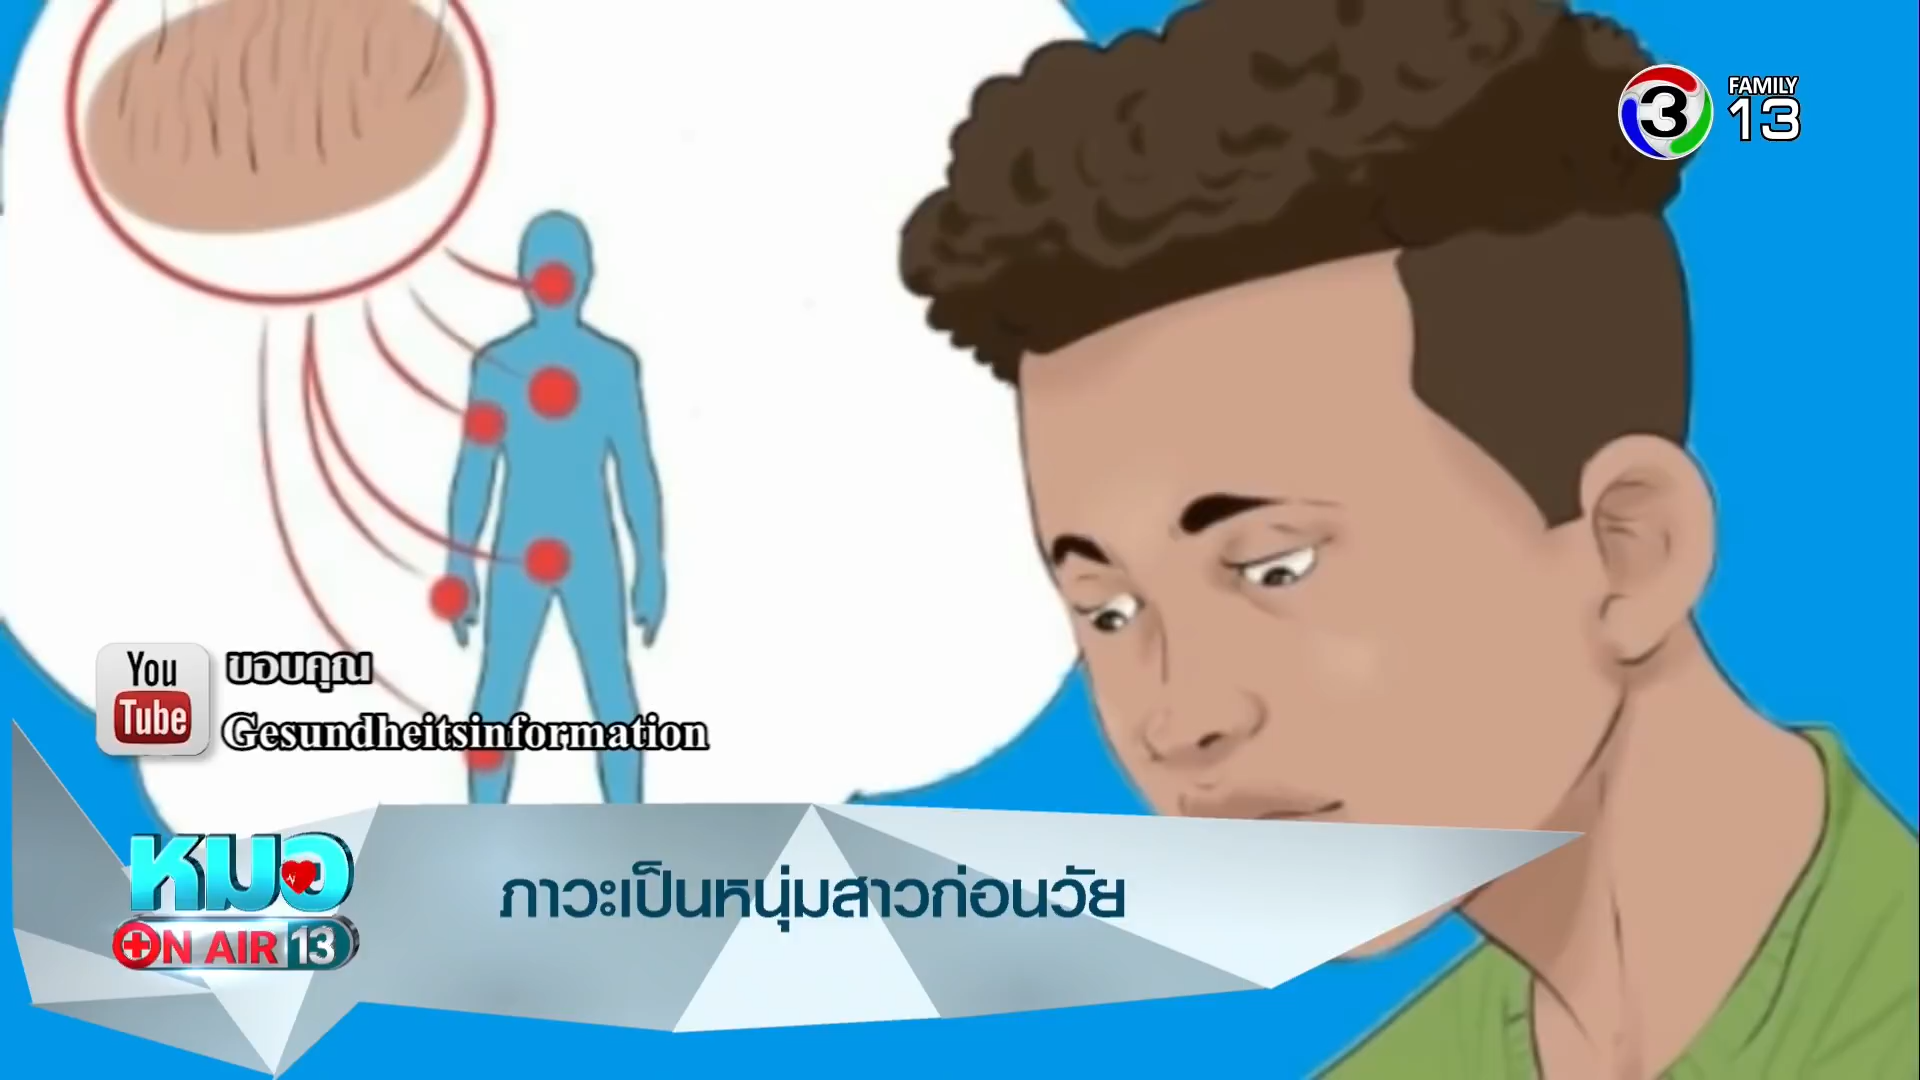 3
FAMILY
13
You
Tube
ขอบคุณ
Gesundheitsinformation
หมอ
ON AIR 13
ภาวะเป็นหนุ่มสาวก่อนวัย